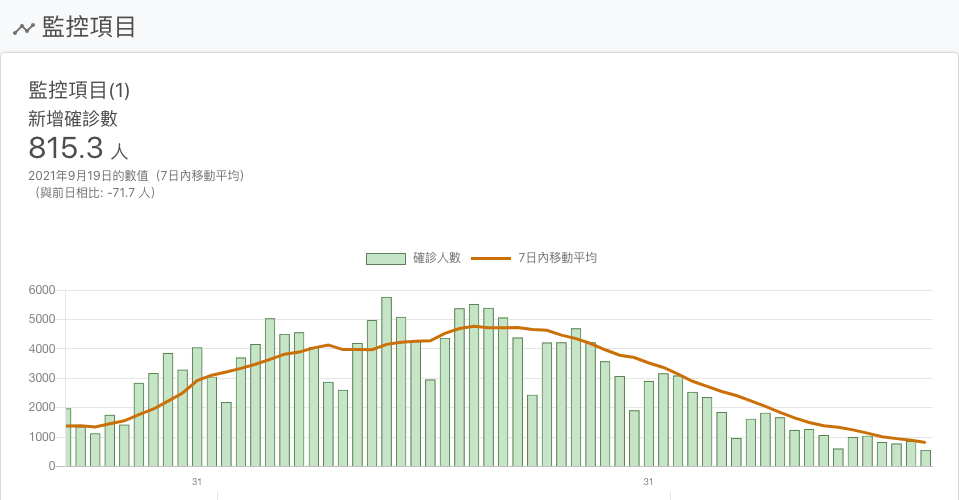 監控項目
監控項目(1)
新增確診數
815.3 人
2021年9月19日的數值（7日內移動平均）
（與前日相比: -71.7 人）
確診人數 7日內移動平均
6000
5000
4000
3000
2000
1000
0
31 31